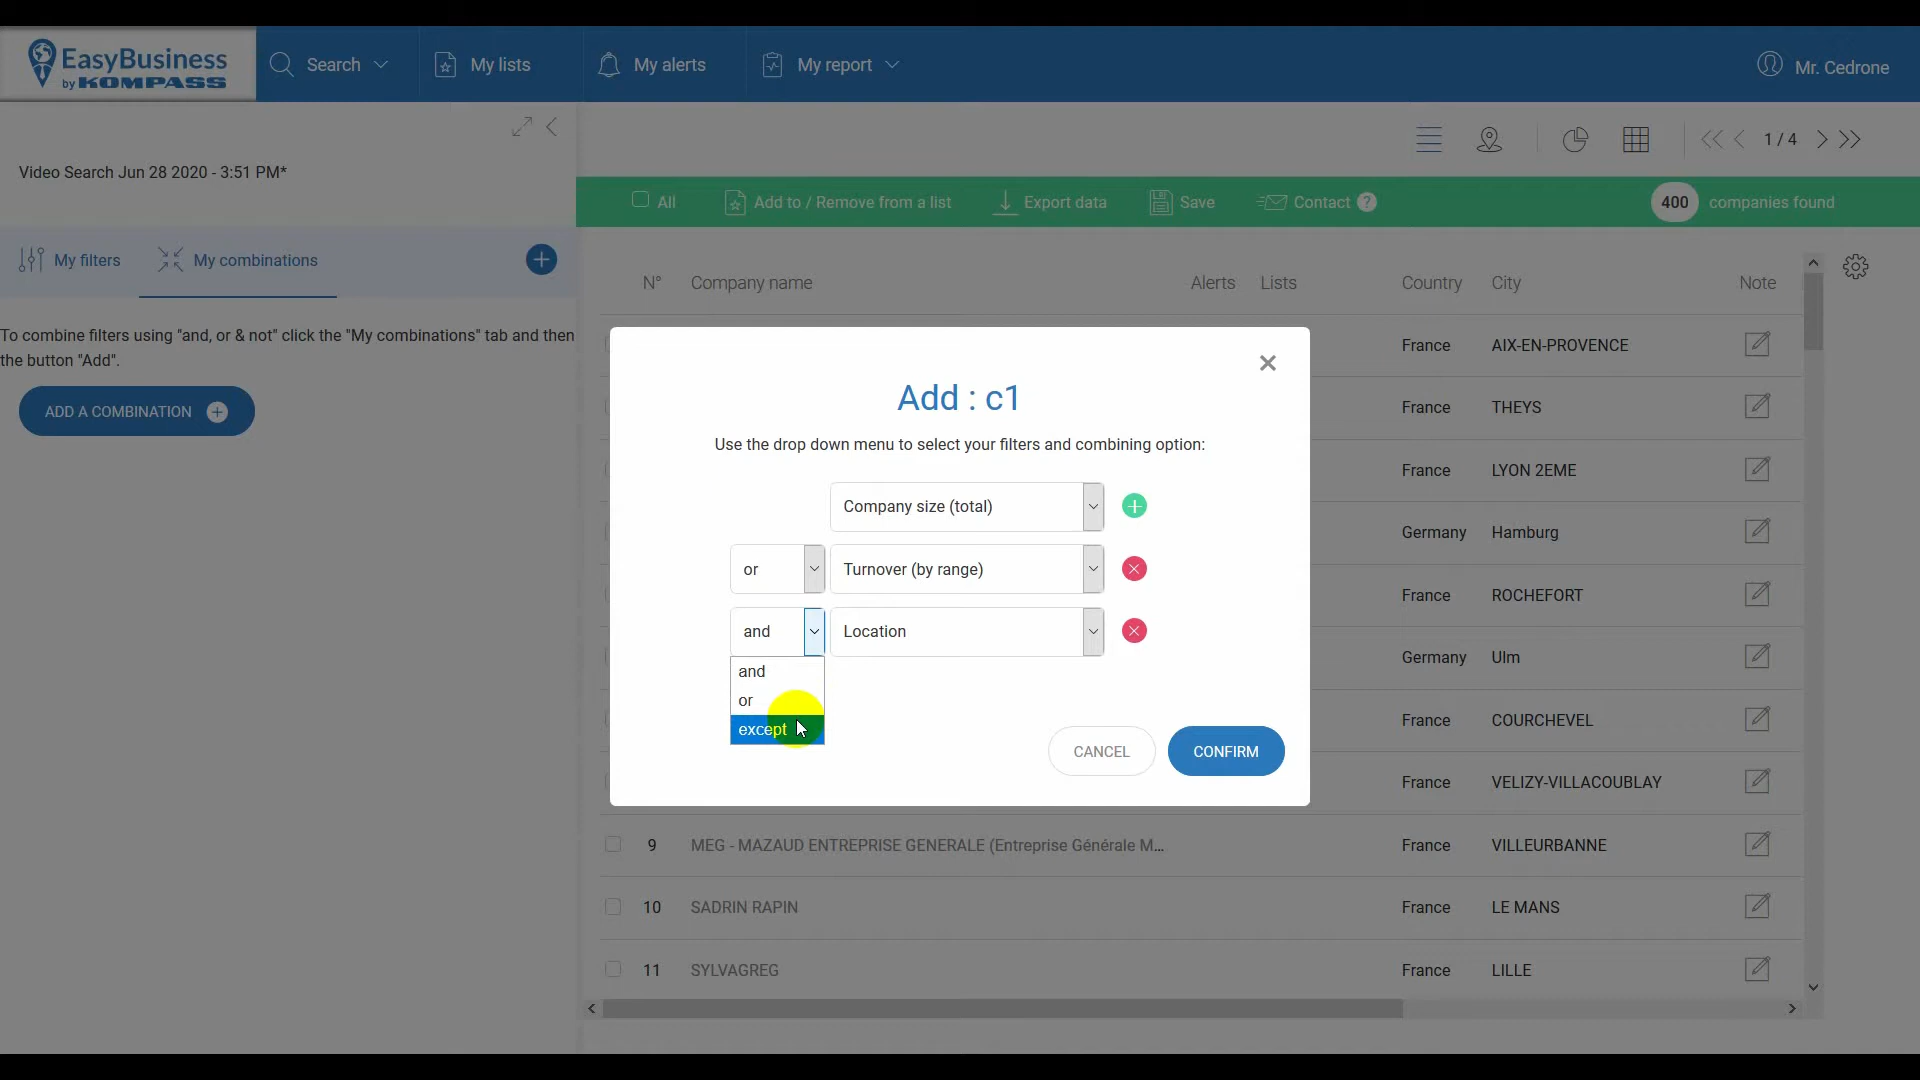 EasyBusiness
by KOMPASS
Search
My lists
My alerts
My report
Mr. Cedrone
1 / 4
Video Search Jun 28 2020 - 3:51 PM*
All
Add to / Remove from a list
Export data
Save
Contact ?
400 companies found
My filters
My combinations
N°
Company name
Alerts
Lists
Country
City
Note
To combine filters using "and, or & not" click the "My combinations" tab and then
the button "Add".
ADD A COMBINATION
Add : c1
Use the drop down menu to select your filters and combining option:
Company size (total)
or
Turnover (by range)
and
Location
and
or
except
CANCEL
CONFIRM
France AIX-EN-PROVENCE
France THEYS
France LYON 2EME
Germany Hamburg
France ROCHEFORT
Germany Ulm
France COURCHEVEL
France VELIZY-VILLACOUBLAY
9 MEG - MAZAUD ENTREPRISE GENERALE (Entreprise Générale M... France VILLEURBANNE
10 SADRIN RAPIN France LE MANS
11 SYLVAGREG France LILLE